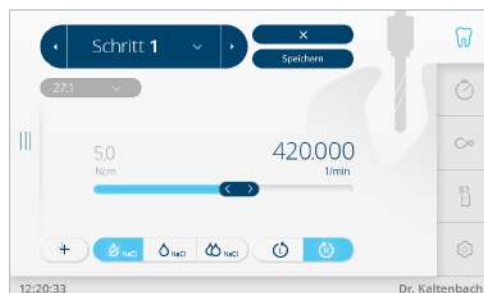 Schritt 1
×
Speichern
27:1
5,0
Ncm
420.000
1/min
+
NaCl
NaCl
NaCl
L
R
12:20:33
Dr. Kaltenbach